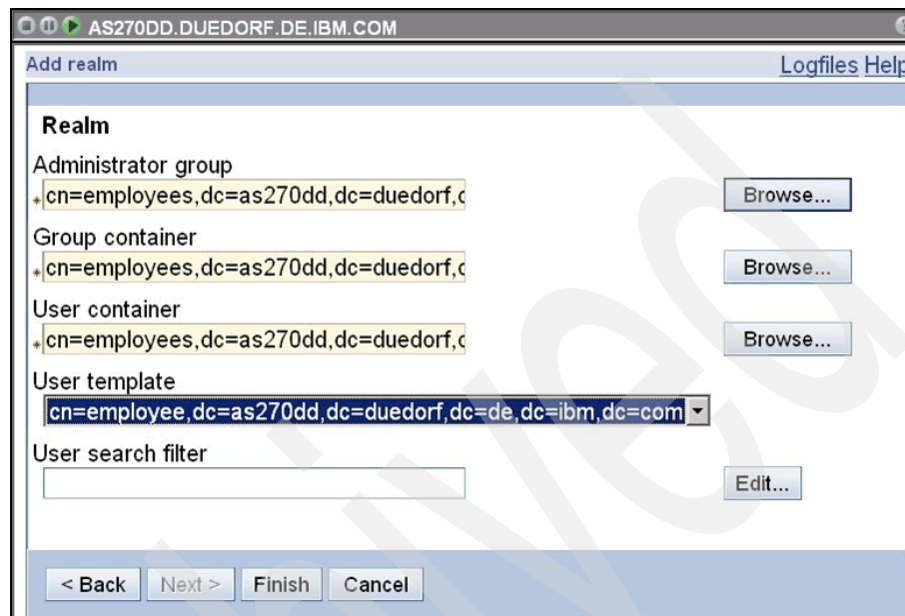 AS270DD.DUEDORF.DE.IBM.COM
Add realm Logfiles Help
Realm
Administrator group
*cn=employees,dc=as270dd,dc=duedorf,c Browse...
Group container
*cn=employees,dc=as270dd,dc=duedorf,c Browse...
User container
*cn=employees,dc=as270dd,dc=duedorf,c Browse...
User template
cn=employee,dc=as270dd,dc=duedorf,dc=de,dc=ibm,dc=com
User search filter
Edit...
< Back Next > Finish Cancel